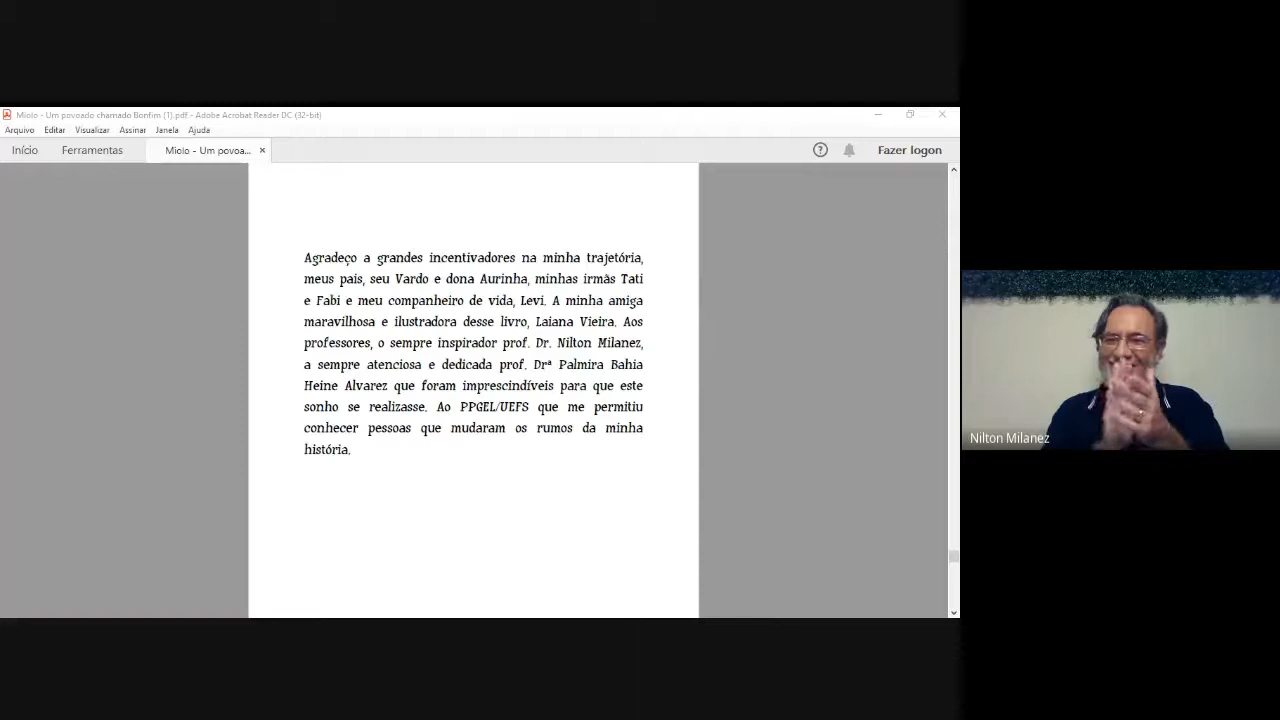 Miolo - Um povoado chamado Bonfim (1).pdf - Adobe Acrobat Reader DC (32-bit)
Arquivo Editar Visualizar Assinar Janela Ajuda
Início Ferramentas Miolo - Um povoa... × ? Fazer logon
Agradeço a grandes incentivadores na minha trajetória,
meus pais, seu Vardo e dona Aurinha, minhas irmãs Tati
e Fabi e meu companheiro de vida, Levi. A minha amiga
maravilhosa e ilustradora desse livro, Laiana Vieira. Aos
professores, o sempre inspirador prof. Dr. Nilton Milanez,
a sempre atenciosa e dedicada prof. Drª Palmira Bahia
Heine Alvarez que foram imprescindíveis para que este
sonho se realizasse. Ao PPGEL/UEFS que me permitiu
conhecer pessoas que mudaram os rumos da minha
história.
Nilton Milanez